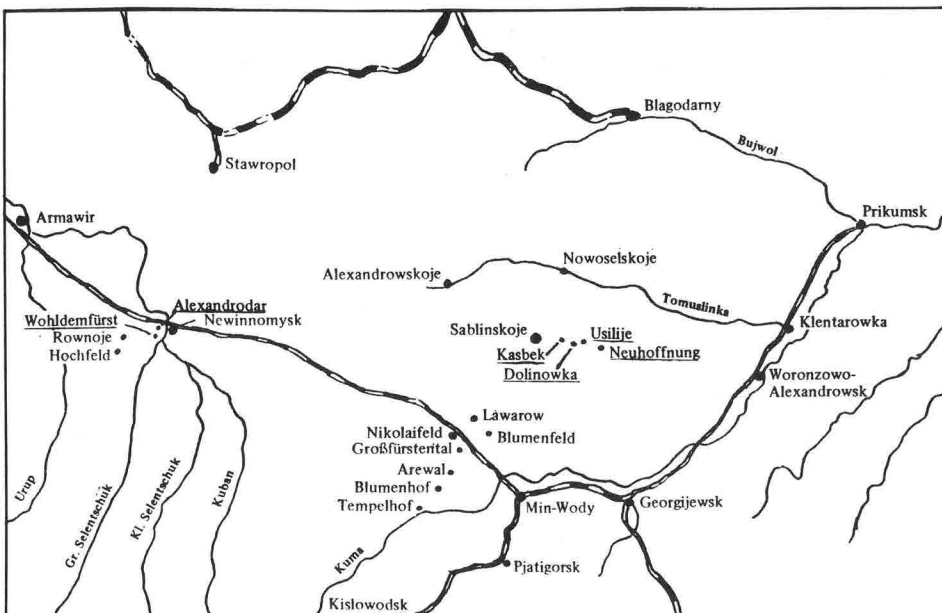 Blagodarny
Bujwol
Stawropol
Armawir
Prikumsk
Nowoselskoje
Alexandrowskoje
Tomuslinka
Alexandrodar
Wohldemfürst
Newinnomysk
Rownoje
Hochfeld
Klentarowka
Sablinskoje
Usilije
Kasbek
Neuhoffnung
Dolinowka
Woronzowo-
Alexandrowsk
Lawarow
Nikolaifeld
Blumenfeld
Großfürstental
Arewal
Blumenhof
Tempelhof
Min-Wody
Georgijewsk
Urup
Gr. Selentschuk
Kl. Selentschuk
Kuban
Kuma
Pjatigorsk
Kislowodsk